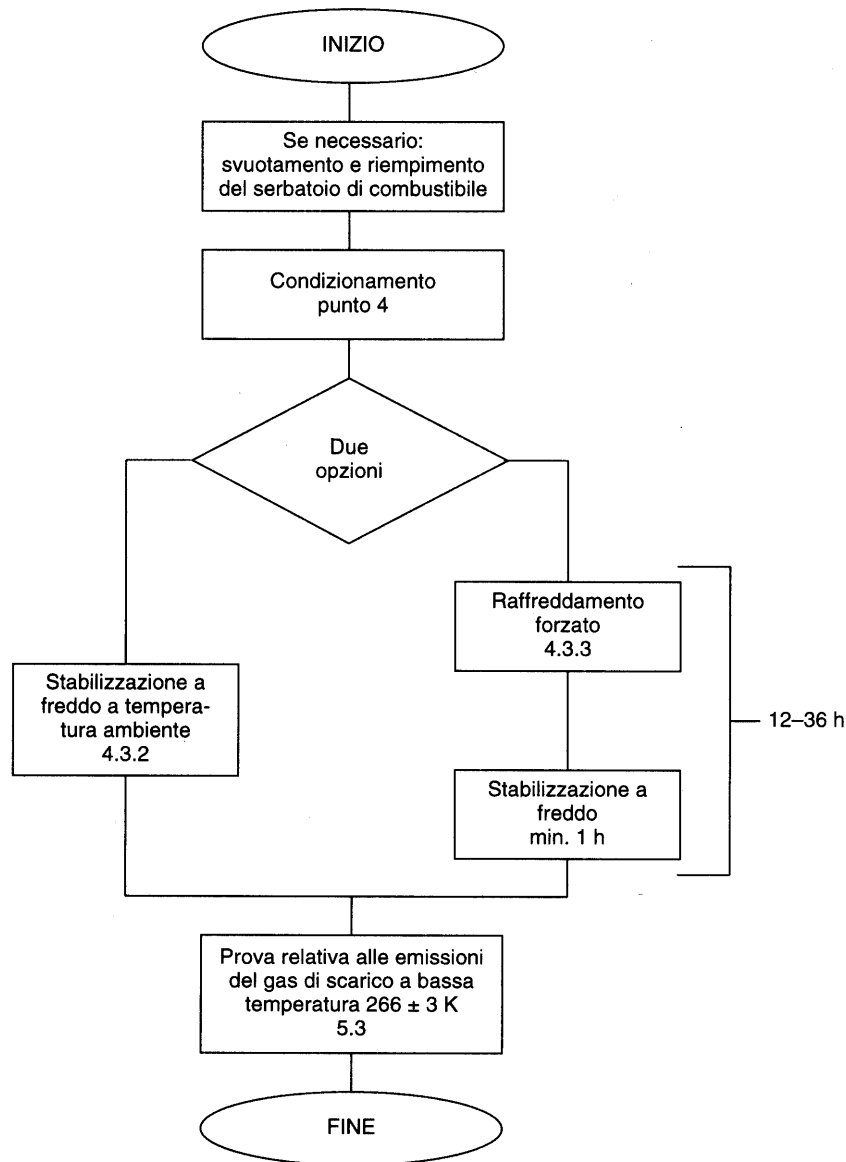 INIZIO
Se necessario:
svuotamento e riempimento
del serbatoio di combustibile
Condizionamento
punto 4
Due
opzioni
Raffreddamento
forzato
4.3.3
Stabilizzazione a
freddo a tempera-
tura ambiente
4.3.2
12–36 h
Stabilizzazione a
freddo
min. 1 h
Prova relativa alle emissioni
del gas di scarico a bassa
temperatura 266 ± 3 K
5.3
FINE